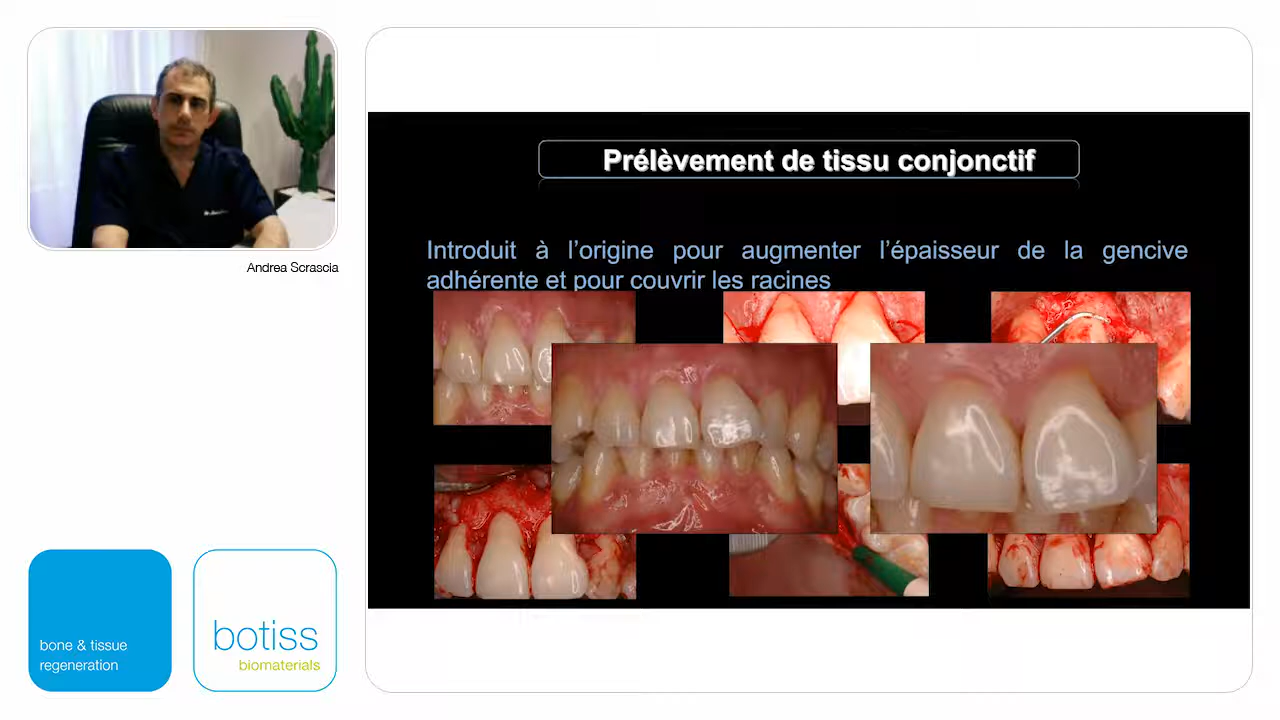 Andrea Scrascia
Prélèvement de tissu conjonctif
Introduit à l’origine pour augmenter l’épaisseur de la gencive
adhérente et pour couvrir les racines
bone & tissue
regeneration
botiss
biomaterials